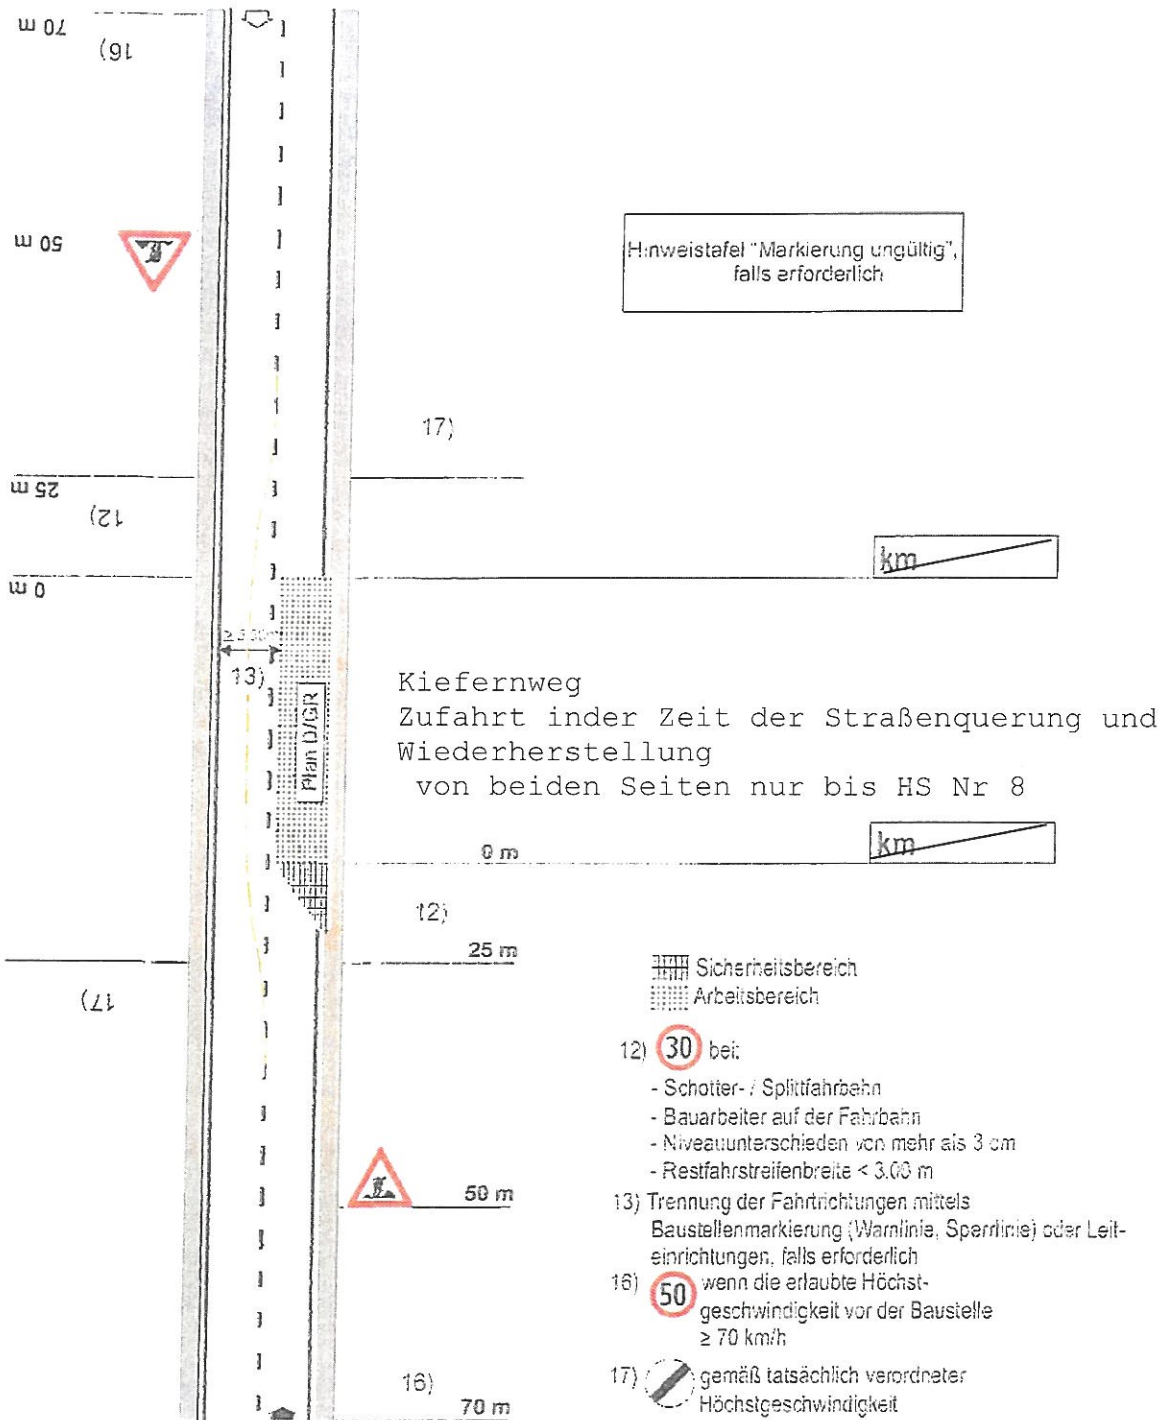 70 m
16)
50 m
Hinweistafel "Markierung ungültig",
falls erforderlich
17)
25 m
12)
0 m
km
13)
Plan D/GR
Kiefernweg
Zufahrt inder Zeit der Straßenquerung und
Wiederherstellung
von beiden Seiten nur bis HS Nr 8
0 m
km
12)
25 m
17)
Sicherheitsbereich
Arbeitsbereich
12) 30 bei:
- Schotter- / Splittfahrbahn
- Bauarbeiter auf der Fahrbahn
- Niveauunterschieden von mehr als 3 cm
- Restfahrstreifenbreite < 3.00 m
50 m
13) Trennung der Fahrtrichtungen mittels
Baustellenmarkierung (Warnlinie, Sperrlinie) oder Leit-
einrichtungen, falls erforderlich
16) 50 wenn die erlaubte Höchst-
geschwindigkeit vor der Baustelle
≥ 70 km/h
17) gemäß tatsächlich verordneter
Höchstgeschwindigkeit
16)
70 m